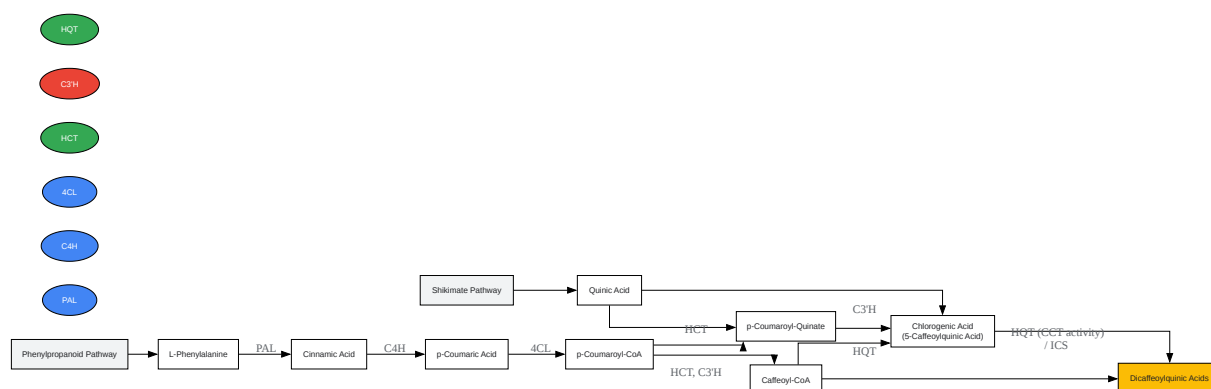 HQT
C3'H
HCT
4CL
C4H
PAL
Shikimate Pathway
Quinic Acid
HCT
p-Coumaroyl-Quinate
C3'H
Chlorogenic Acid
(5-Caffeoylquinic Acid)
HQT (CCT activity)
/ ICS
Phenylpropanoid Pathway
L-Phenylalanine
PAL
Cinnamic Acid
C4H
p-Coumaric Acid
4CL
p-Coumaroyl-CoA
HCT, C3'H
HQT
Caffeoyl-CoA
Dicaffeoylquinic Acids